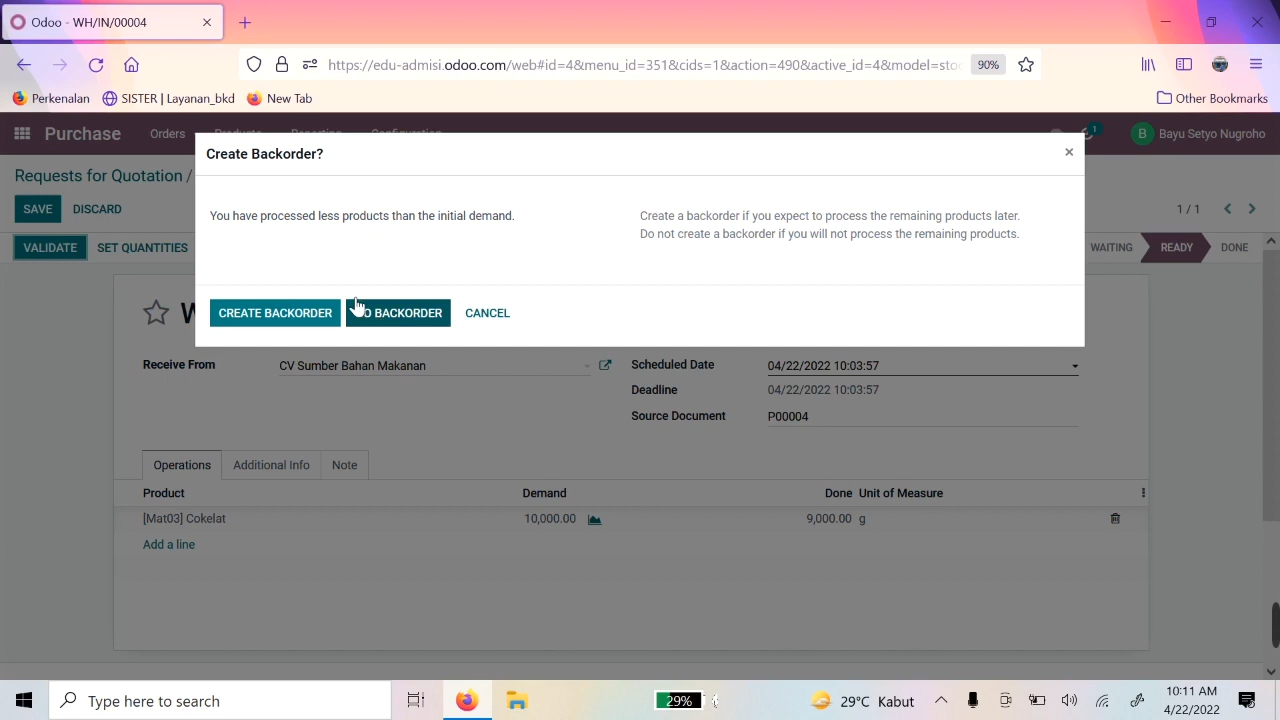 Odoo - WH/IN/00004
https://edu-admisi.odoo.com/web#id=4&menu_id=351&cids=1&action=490&active_id=4&model=stoc
90%
Perkenalan
SISTER | Layanan_bkd
New Tab
Other Bookmarks
Purchase
Orders
Products
Reporting
Configuration
1
B
Bayu Setyo Nugroho
Create Backorder?
×
Requests for Quotation /
SAVE
DISCARD
1 / 1
You have processed less products than the initial demand.
Create a backorder if you expect to process the remaining products later.
Do not create a backorder if you will not process the remaining products.
VALIDATE
SET QUANTITIES
WAITING
READY
DONE
CREATE BACKORDER
O BACKORDER
CANCEL
W
Receive From
CV Sumber Bahan Makanan
Scheduled Date
04/22/2022 10:03:57
Deadline
04/22/2022 10:03:57
Source Document
P00004
Operations
Additional Info
Note
Product
Demand
Done
Unit of Measure
[Mat03] Cokelat
10,000.00
9,000.00
g
Add a line
Type here to search
29%
29°C Kabut
10:11 AM
4/22/2022